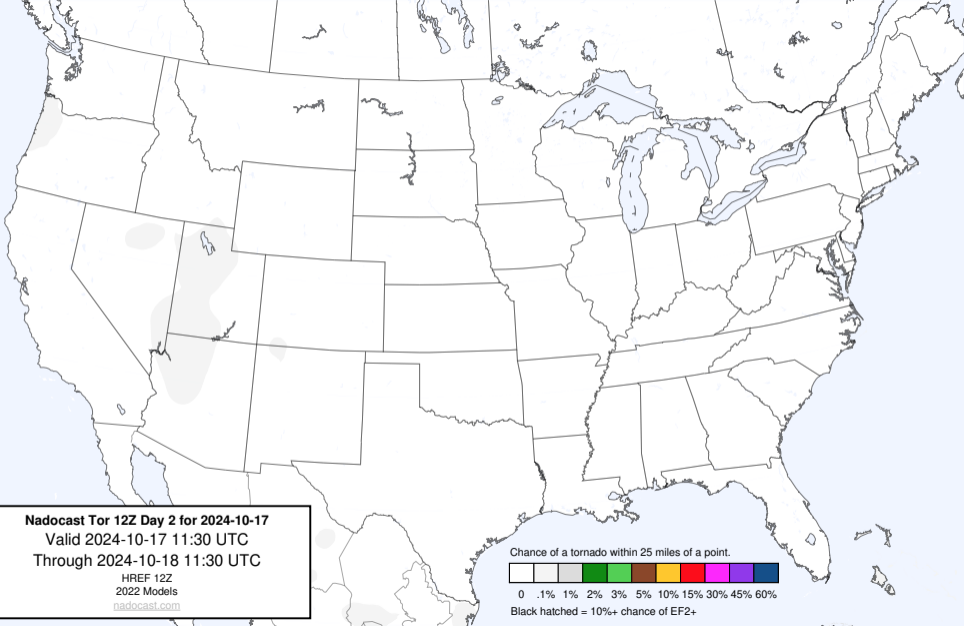 Nadocast Tor 12Z Day 2 for 2024-10-17
Valid 2024-10-17 11:30 UTC
Through 2024-10-18 11:30 UTC
HREF 12Z
2022 Models
nadocast.com
Chance of a tornado within 25 miles of a point.
0 .1% 1% 2% 3% 5% 10% 15% 30% 45% 60%
Black hatched = 10%+ chance of EF2+